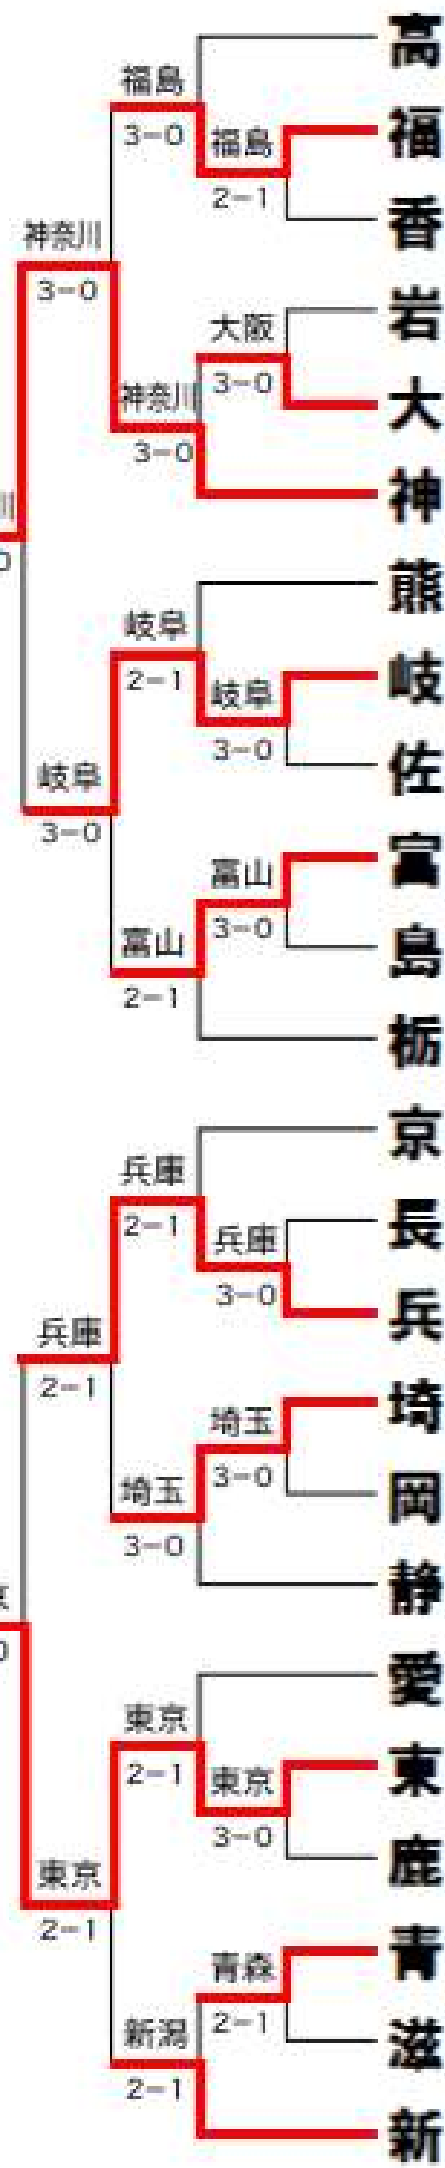 高
福島
3-0
福
福島
2-1
香
神奈川
3-0
岩
大阪
3-0
大
神奈川
3-0
神
川
0
熊
岐阜
2-1
岐
岐阜
3-0
佐
岐阜
3-0
富
富山
3-0
島
富山
2-1
栃
京
兵庫
2-1
長
兵庫
3-0
兵
兵庫
2-1
埼
埼玉
3-0
岡
埼玉
3-0
静
京
0
愛
東京
2-1
東
東京
3-0
鹿
東京
2-1
青
青森
2-1
滋
新潟
2-1
新